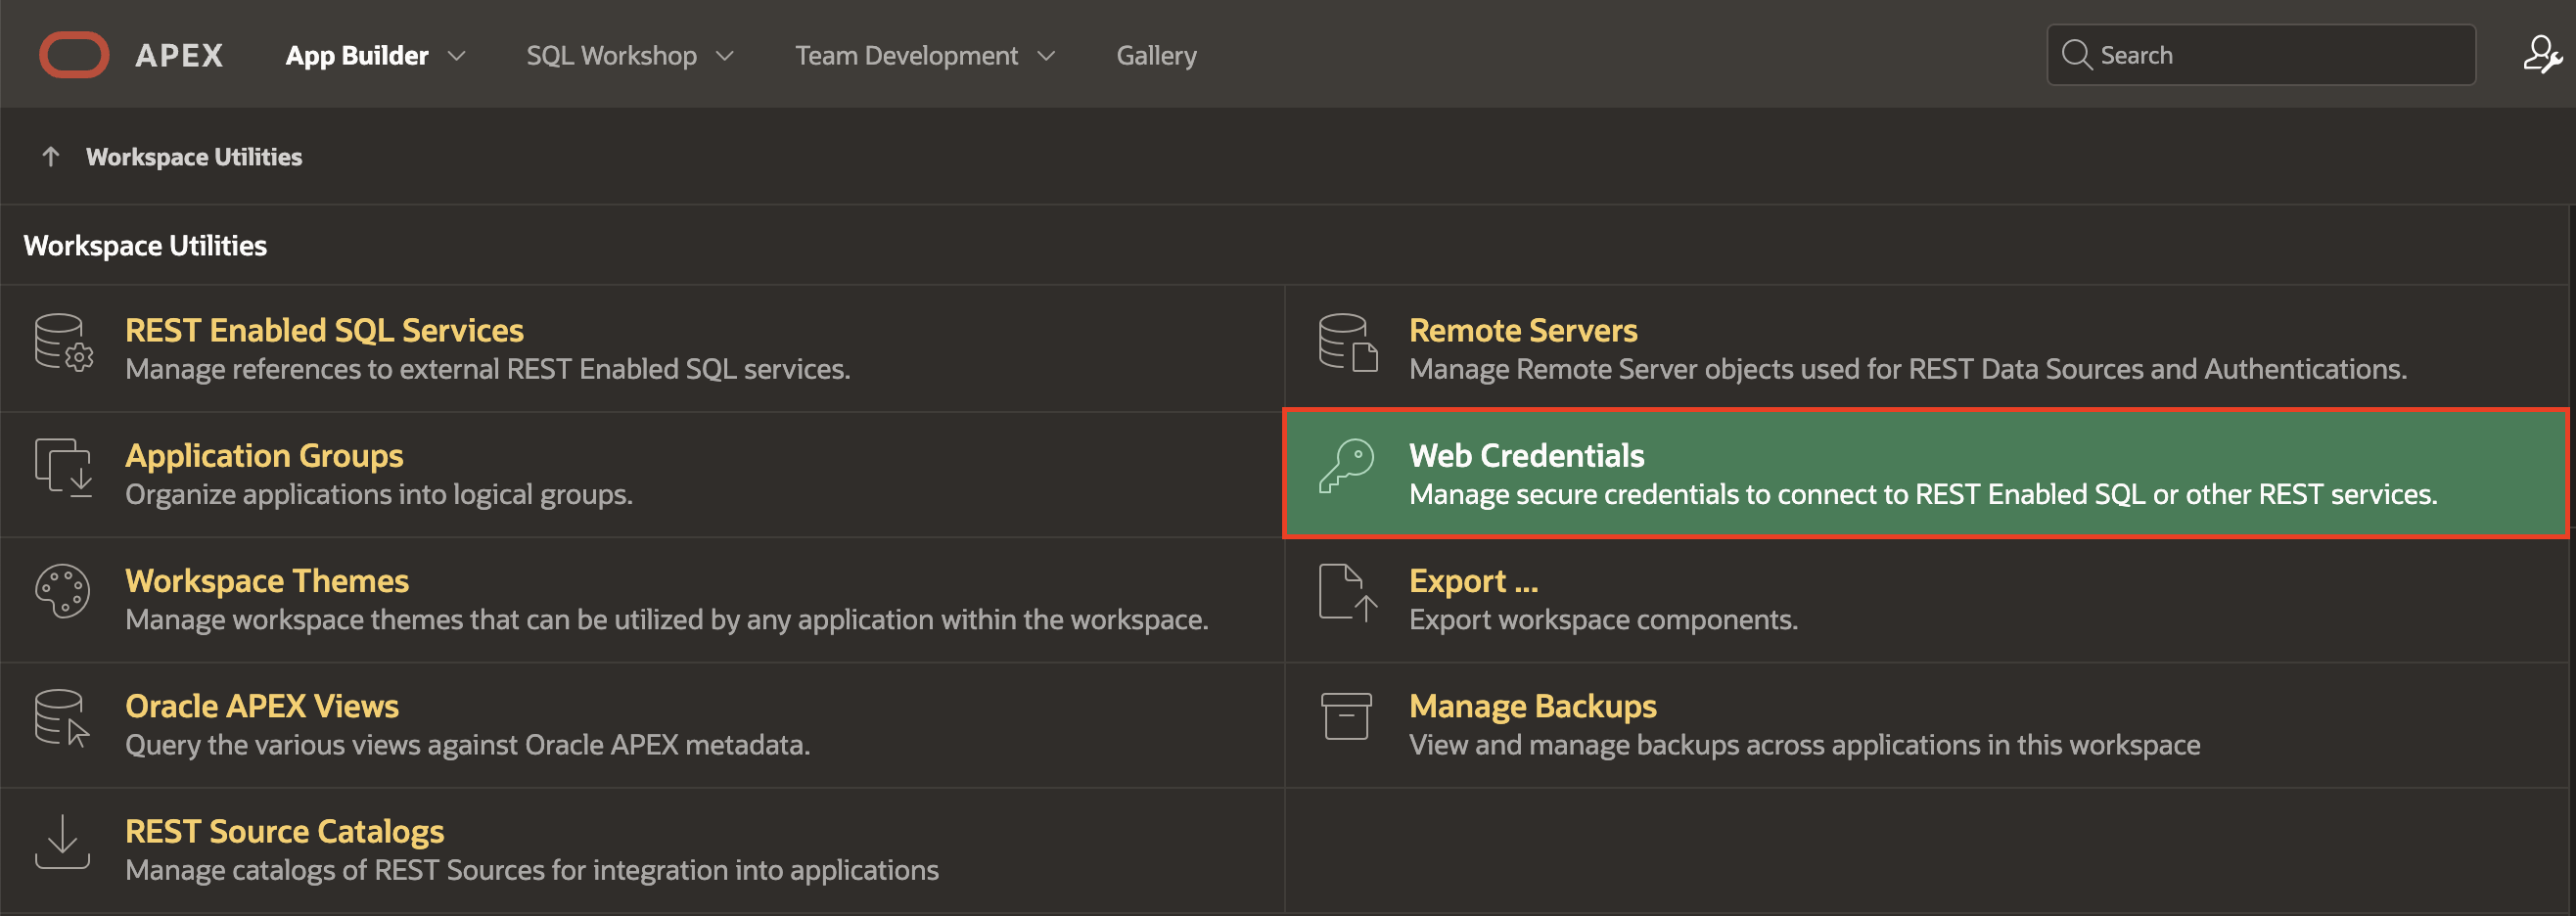 APEX App Builder SQL Workshop Team Development Gallery Search
Workspace Utilities
Workspace Utilities
REST Enabled SQL Services
Manage references to external REST Enabled SQL services.
Remote Servers
Manage Remote Server objects used for REST Data Sources and Authentications.
Application Groups
Organize applications into logical groups.
Web Credentials
Manage secure credentials to connect to REST Enabled SQL or other REST services.
Workspace Themes
Manage workspace themes that can be utilized by any application within the workspace.
Export ...
Export workspace components.
Oracle APEX Views
Query the various views against Oracle APEX metadata.
Manage Backups
View and manage backups across applications in this workspace
REST Source Catalogs
Manage catalogs of REST Sources for integration into applications